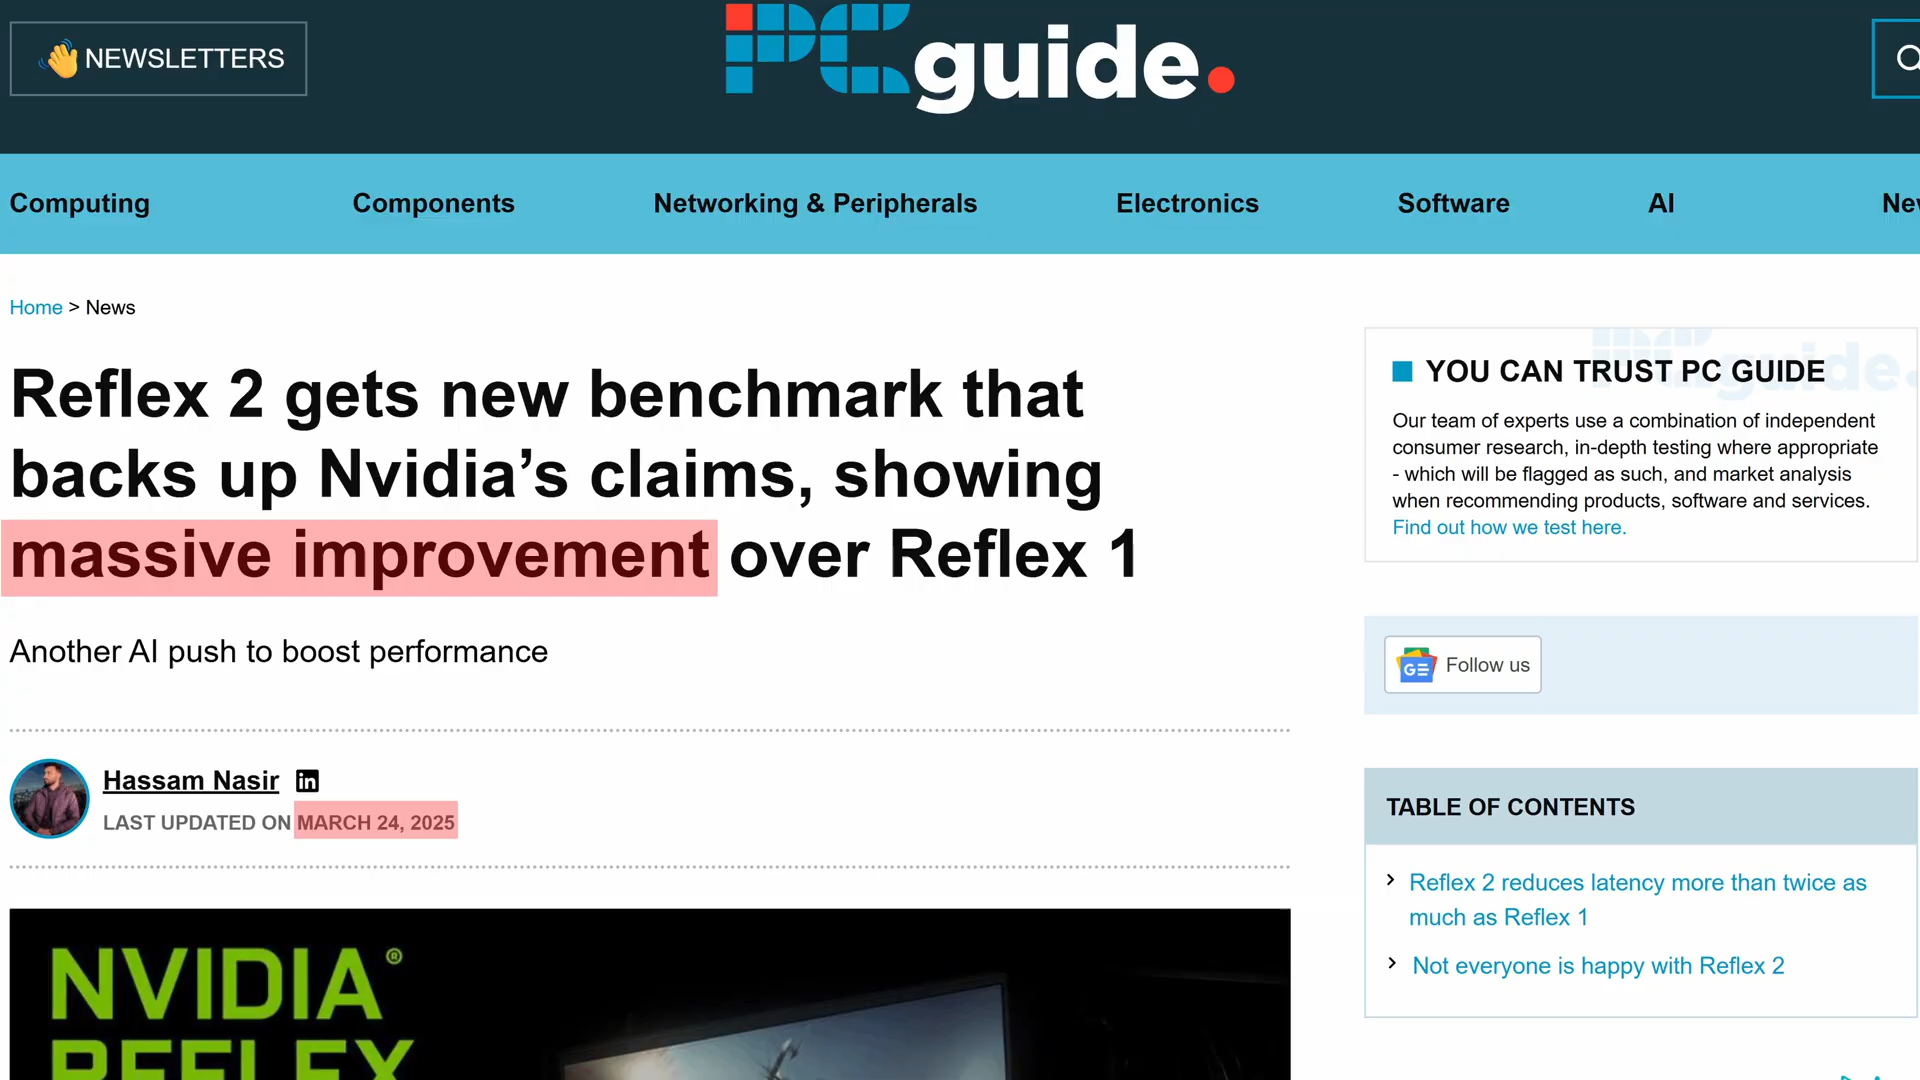 NEWSLETTERS
PCguide.
Computing
Components
Networking & Peripherals
Electronics
Software
AI
Home > News
Reflex 2 gets new benchmark that
backs up Nvidia’s claims, showing
massive improvement over Reflex 1
Another AI push to boost performance
Hassam Nasir in
LAST UPDATED ON MARCH 24, 2025
NVIDIA®
REFLEX
YOU CAN TRUST PC GUIDE
Our team of experts use a combination of independent
consumer research, in-depth testing where appropriate
- which will be flagged as such, and market analysis
when recommending products, software and services.
Find out how we test here.
GE Follow us
TABLE OF CONTENTS
Reflex 2 reduces latency more than twice as
much as Reflex 1
Not everyone is happy with Reflex 2